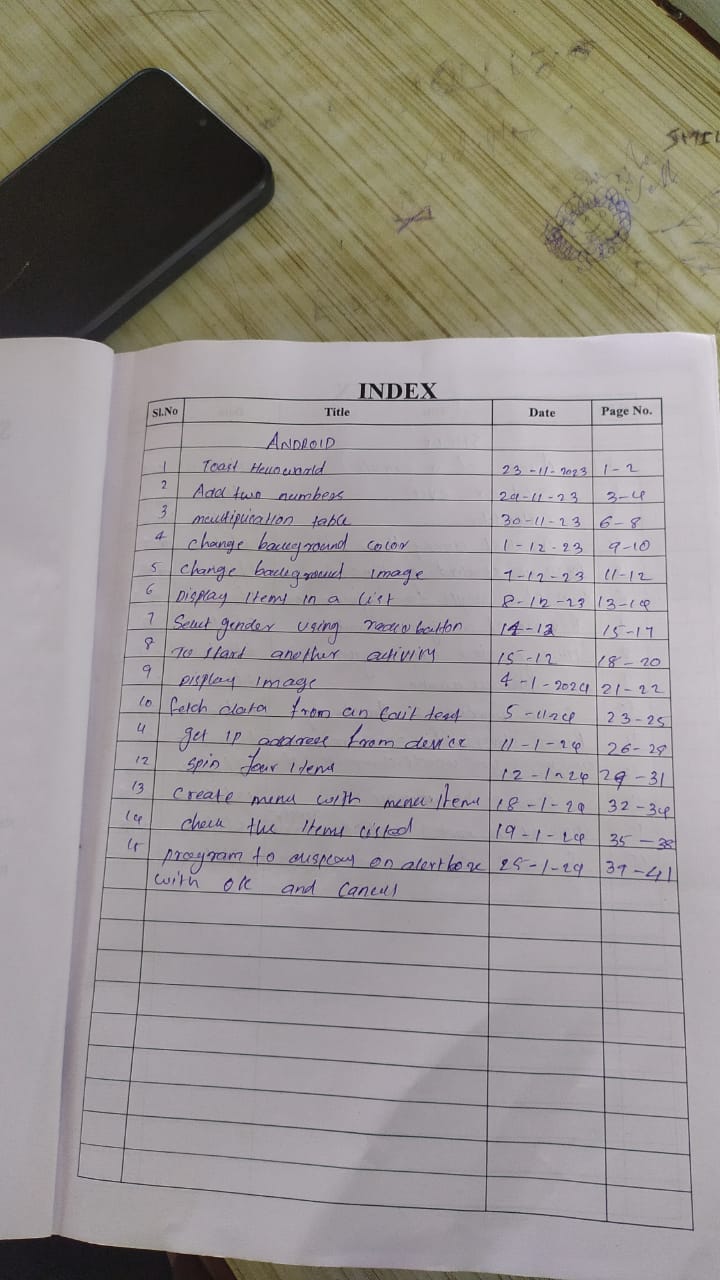 SMIL
INDEX
Sl.No Title Date Page No.
ANDROID
1 Toast Helloworld 23-11-2023 1-2
2 Add two numbers 29-11-23 3-4
3 multiplication table 30-11-23 6-8
4 change background color 1-12-23 9-10
5 change background image 7-12-23 11-12
6 Display Items in a list 8-12-23 13-14
7 Select gender using radio button 14-12 15-17
8 To start another activity 15-12 18-20
9 Display image 4-1-2024 21-22
10 fetch data from an Edit text 23-25
11 get IP address from device 11-1-24 26-28
12 Spin four Items 12-1-24 29-31
13 Create menu with menu items 18-1-24 32-34
14 check the Items listed 19-1-24 35-38
15 program to display an alertboxe 25-1-24 39-41
with OK and Cancel